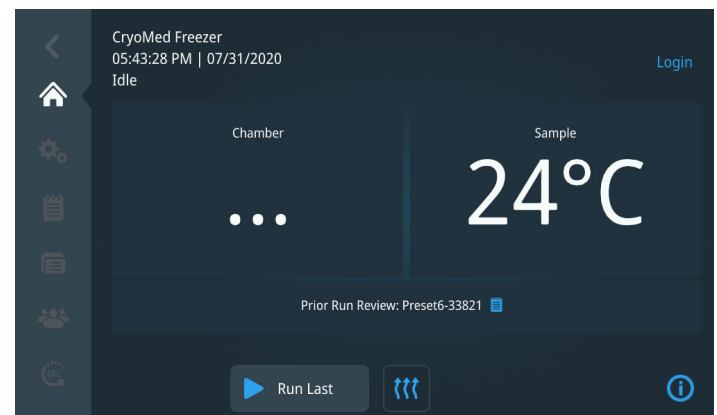 CryoMed Freezer
05:43:28 PM | 07/31/2020
Idle
Login
Chamber
Sample
...
24°C
Prior Run Review: Preset6-33821
Run Last
CAL